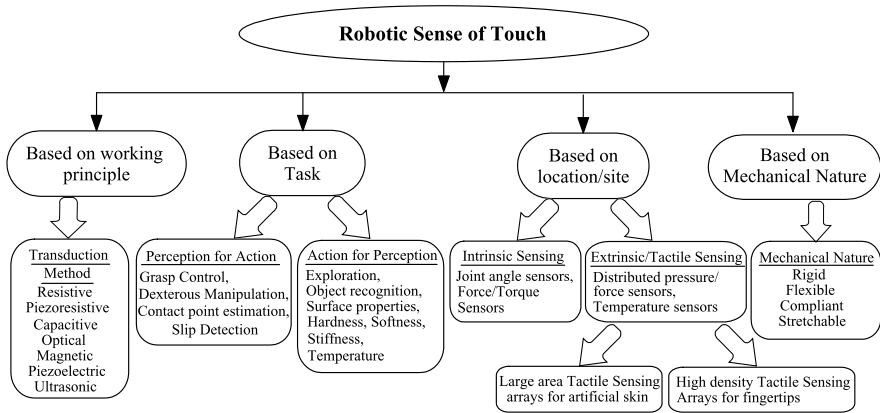 Robotic Sense of Touch
Based on working
principle
Based on
Task
Based on
location/site
Based on
Mechanical Nature
Transduction
Method
Resistive
Piezoresistive
Capacitive
Optical
Magnetic
Piezoelectric
Ultrasonic
Perception for Action
Grasp Control,
Dexterous Manipulation,
Contact point estimation,
Slip Detection
Action for Perception
Exploration,
Object recognition,
Surface properties,
Hardness, Softness,
Stiffness,
Temperature
Intrinsic Sensing
Joint angle sensors,
Force/Torque
Sensors
Extrinsic/Tactile Sensing
Distributed pressure/
force sensors,
Temperature sensors
Mechanical Nature
Rigid
Flexible
Compliant
Stretchable
Large area Tactile Sensing
arrays for artificial skin
High density Tactile Sensing
Arrays for fingertips